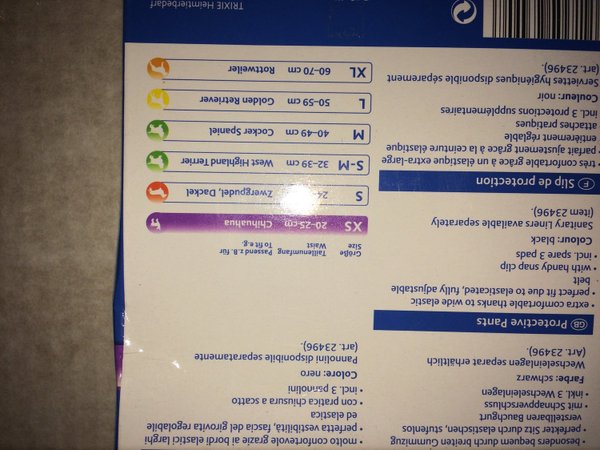 • besonders bequem durch breiten Gummizug
• perfekter Sitz durch elastischen, stufenlos
verstellbaren Bauchgurt
• mit Schnappverschluss
• inkl. 3 Wechseleinlagen
Farbe: schwarz
Wechseleinlagen separat erhältlich
(Art. 23496).
GB Protective Pants
• extra comfortable thanks to wide elastic
• perfect fit due to elasticated, fully adjustable
belt
• with handy snap clip
• incl. 3 spare pads
Colour: black
Sanitary Liners available separately
(item 23496).
F Slip de protection
• très confortable grâce à un élastique extra-large
• parfait ajustement grâce à la ceinture élastique
entièrement réglable
• attaches pratiques
• incl. 3 protections supplémentaires
Couleur: noir
Serviettes hygiéniques disponible séparément
(art. 23496).
• molto confortevole grazie ai bordi elastici larghi
• perfetta vestibilità, fascia del girovita regolabile
ed elastica
• con pratica chiusura a scatto
• incl. 3 pannolini
Colore: nero
Pannolini disponibile separatamente
(art. 23496).
Größe Taillenumfang Passend z.B. für
Size Waist To fit e.g.
XS 20–25 cm Chihuahua
S cm Zwergpudel, Dackel
S–M 32–39 cm West Highland Terrier
M 40–49 cm Cocker Spaniel
L 50–59 cm Golden Retriever
XL 60–70 cm Rottweiler
TRIXIE Heimtierbedarf